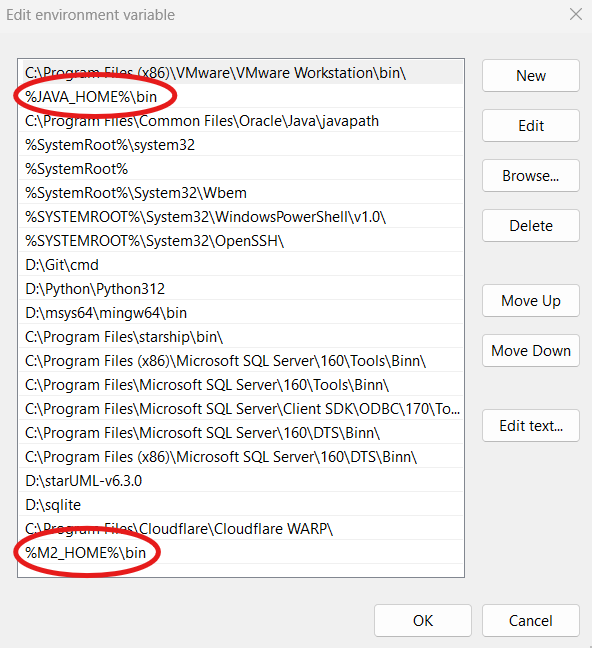 Edit environment variable
C:\Program Files (x86)\VMware\VMware Workstation\bin\
%JAVA_HOME%\bin
C:\Program Files\Common Files\Oracle\Java\javapath
%SystemRoot%\system32
%SystemRoot%
%SystemRoot%\System32\Wbem
%SYSTEMROOT%\System32\WindowsPowerShell\v1.0\
%SYSTEMROOT%\System32\OpenSSH\
D:\Git\cmd
D:\Python\Python312
D:\msys64\mingw64\bin
C:\Program Files\starship\bin\
C:\Program Files (x86)\Microsoft SQL Server\160\Tools\Binn\
C:\Program Files\Microsoft SQL Server\160\Tools\Binn\
C:\Program Files\Microsoft SQL Server\Client SDK\ODBC\170\To...
C:\Program Files\Microsoft SQL Server\160\DTS\Binn\
C:\Program Files (x86)\Microsoft SQL Server\160\DTS\Binn\
D:\starUML-v6.3.0
D:\sqlite
C:\Program Files\Cloudflare\Cloudflare WARP\
%M2_HOME%\bin
New
Edit
Browse...
Delete
Move Up
Move Down
Edit text...
OK
Cancel